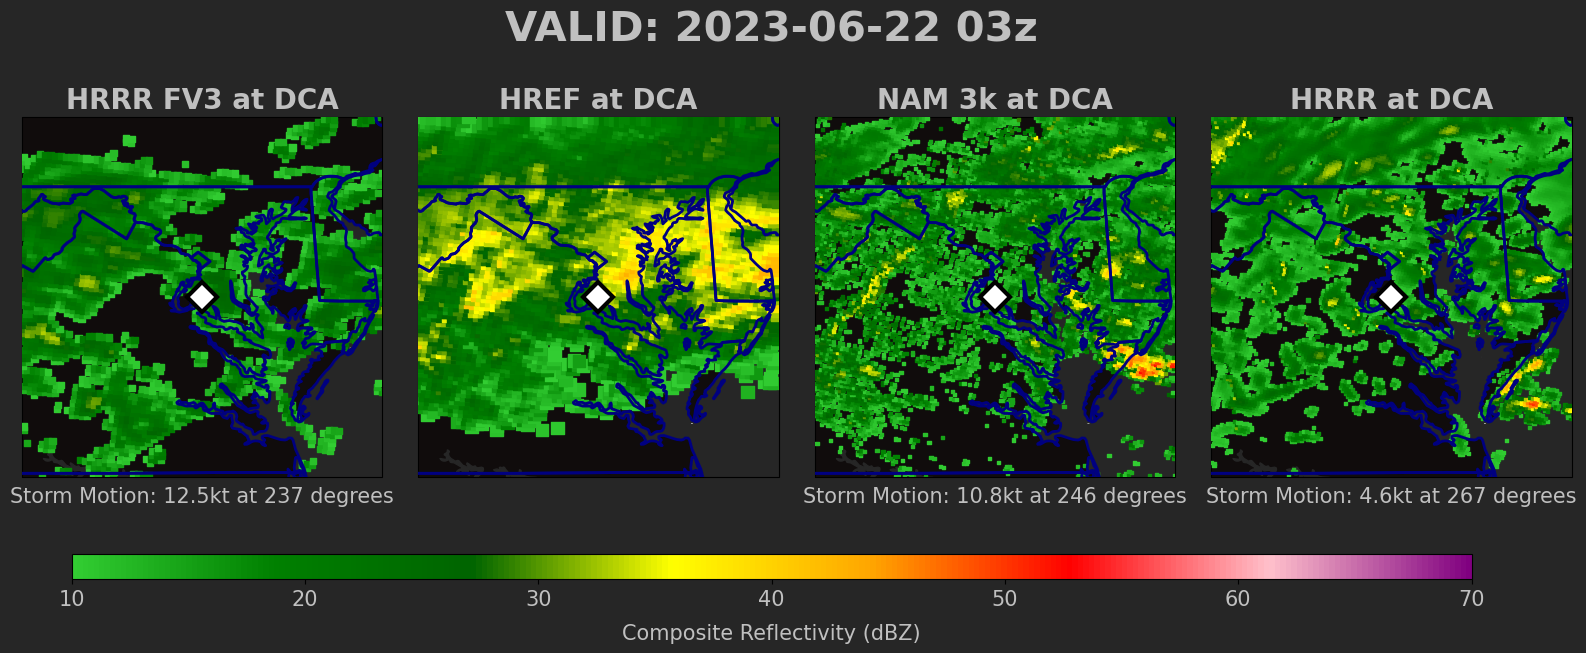 VALID: 2023-06-22 03z
HRRR FV3 at DCA
HREF at DCA
NAM 3k at DCA
HRRR at DCA
Storm Motion: 12.5kt at 237 degrees
Storm Motion: 10.8kt at 246 degrees
Storm Motion: 4.6kt at 267 degrees
10 20 30 40 50 60 70
Composite Reflectivity (dBZ)